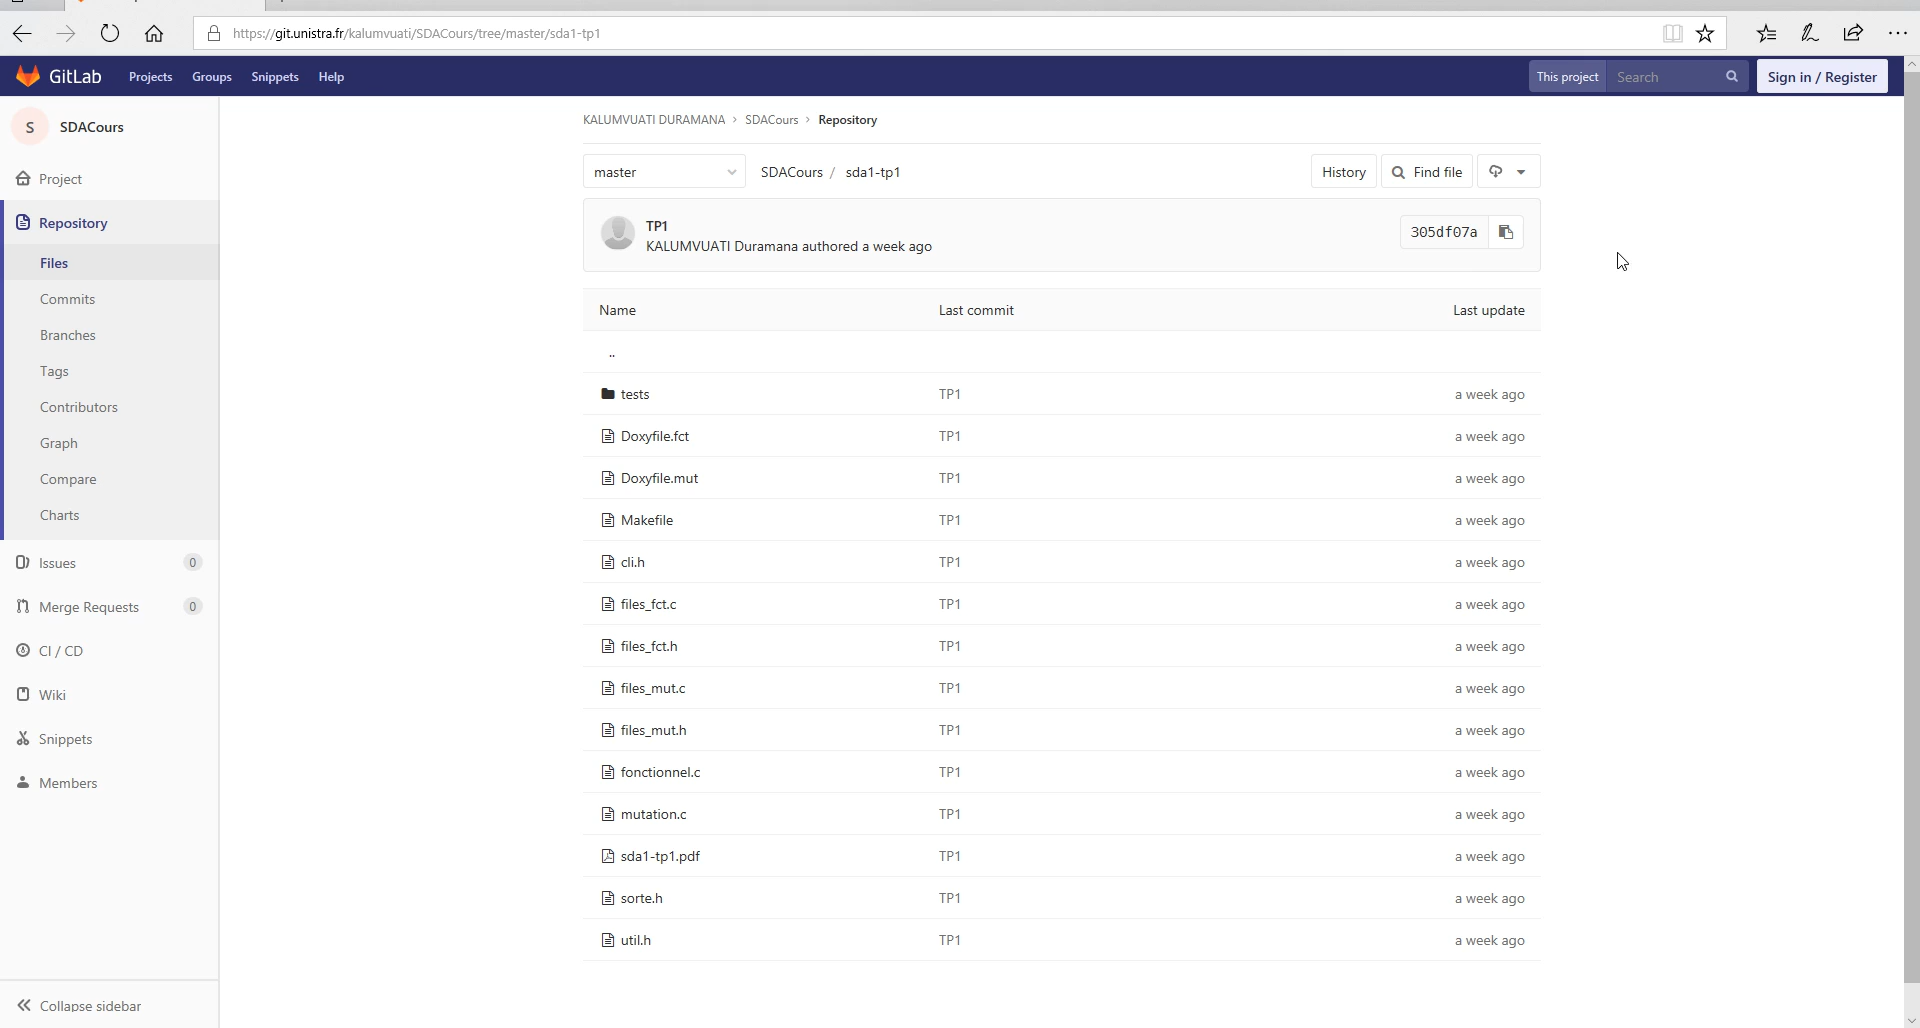 https://git.unistra.fr/kalumvuati/SDACours/tree/master/sda1-tp1
GitLab Projects Groups Snippets Help This project Search Sign in / Register
S SDACours
Project
Repository
Files
Commits
Branches
Tags
Contributors
Graph
Compare
Charts
Issues 0
Merge Requests 0
CI / CD
Wiki
Snippets
Members
Collapse sidebar
KALUMVUATI DURAMANA > SDACours > Repository
master SDACours / sda1-tp1 History Find file
TP1
KALUMVUATI Duramana authored a week ago
305df07a
Name Last commit Last update
..
tests TP1 a week ago
Doxyfile.fct TP1 a week ago
Doxyfile.mut TP1 a week ago
Makefile TP1 a week ago
cli.h TP1 a week ago
files_fct.c TP1 a week ago
files_fct.h TP1 a week ago
files_mut.c TP1 a week ago
files_mut.h TP1 a week ago
fonctionnel.c TP1 a week ago
mutation.c TP1 a week ago
sda1-tp1.pdf TP1 a week ago
sorte.h TP1 a week ago
util.h TP1 a week ago